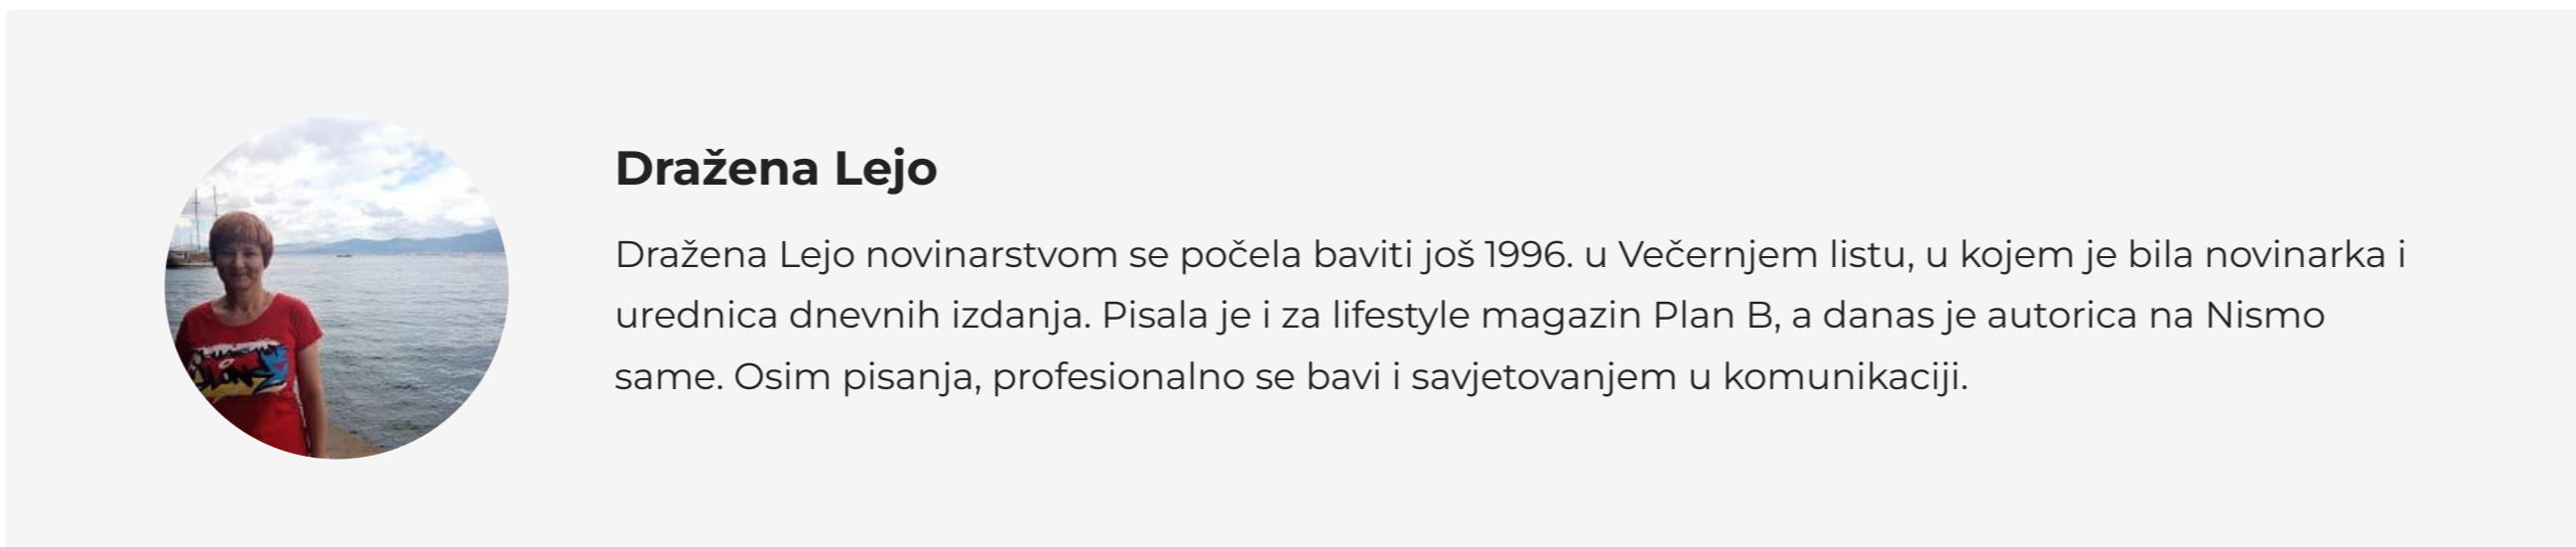 Dražena Lejo
Dražena Lejo novinarstvom se počela baviti još 1996. u Večernjem listu, u kojem je bila novinarka i
urednica dnevnih izdanja. Pisala je i za lifestyle magazin Plan B, a danas je autorica na Nismo
same. Osim pisanja, profesionalno se bavi i savjetovanjem u komunikaciji.